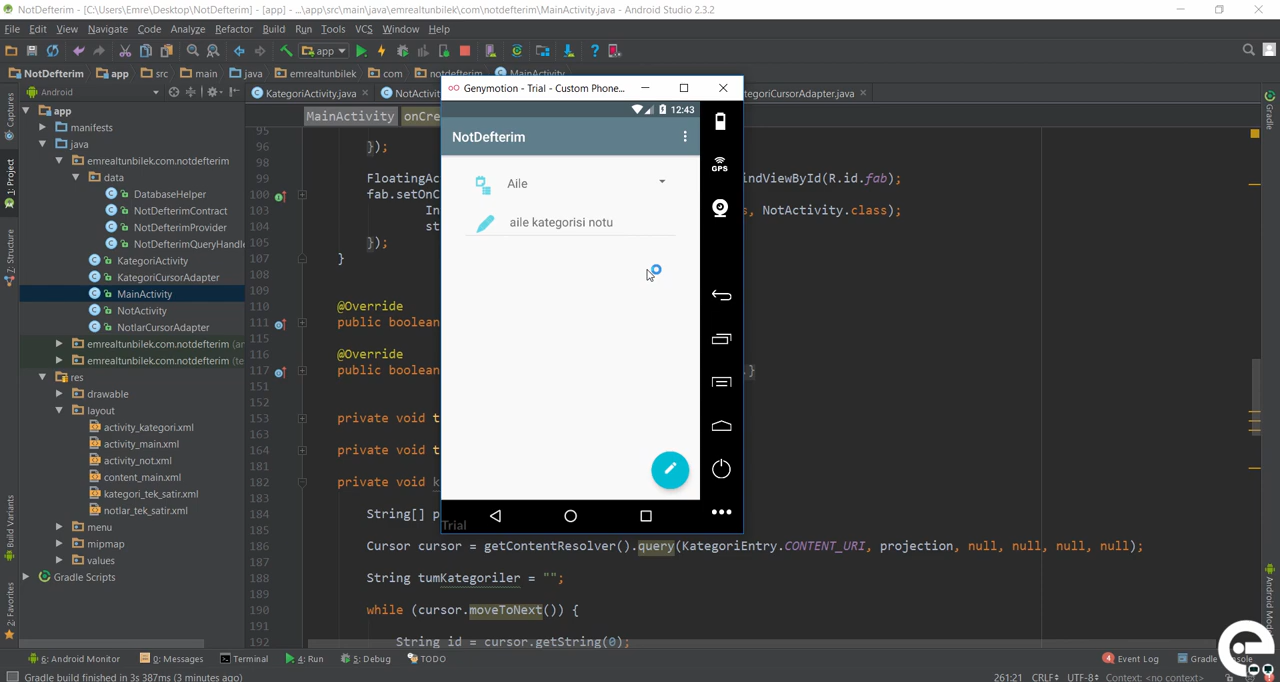 NotDefterim - [C:\Users\Emre\Desktop\NotDefterim] - [app] - ...\app\src\main\java\emrealtunbilek\com\notdefterim\MainActivity.java - Android Studio 2.3.2
File Edit View Navigate Code Analyze Refactor Build Run Tools VCS Window Help
app
NotDefterim app src main java emrealtunbilek com notdefterim MainActivity
Android
KategoriActivity.java
NotActiv
tegoriCursorAdapter.java
MainActivity onCre
Captures
1: Project
7: Structure
Build Variants
2: Favorites
app
manifests
java
emrealtunbilek.com.notdefterim
data
DatabaseHelper
NotDefterimContract
NotDefterimProvider
NotDefterimQueryHandle
KategoriActivity
KategoriCursorAdapter
MainActivity
NotActivity
NotlarCursorAdapter
emrealtunbilek.com.notdefterim (an
emrealtunbilek.com.notdefterim (te
res
drawable
layout
activity_kategori.xml
activity_main.xml
activity_not.xml
content_main.xml
kategori_tek_satir.xml
notlar_tek_satir.xml
menu
mipmap
values
Gradle Scripts
95
96 });
98
99 FloatingAc indViewById(R.id.fab);
100 fab.setOnC
103 In s, NotActivity.class);
104 st
105 });
107 }
108
109
110 @Override
111 public boolean
115
116 @Override
117 public boolean .}
151
152
153 private void t
163
164 private void t
181
182 private void k
183
184 String[] p
185
186 Cursor cursor = getContentResolver().query(KategoriEntry.CONTENT_URI, projection, null, null, null, null);
187
188 String tumKategoriler = "";
189
190 while (cursor.moveToNext()) {
191
192 String id = cursor.getString(0);
Genymotion - Trial - Custom Phone...
12:43
NotDefterim
Aile
aile kategorisi notu
Trial
GPS
Gradle
Android Mod
6: Android Monitor 0: Messages Terminal 4: Run 5: Debug TODO
Event Log Gradle
Gradle build finished in 3s 387ms (3 minutes ago)
261:21 CRLF UTF-8 Context: <no context>